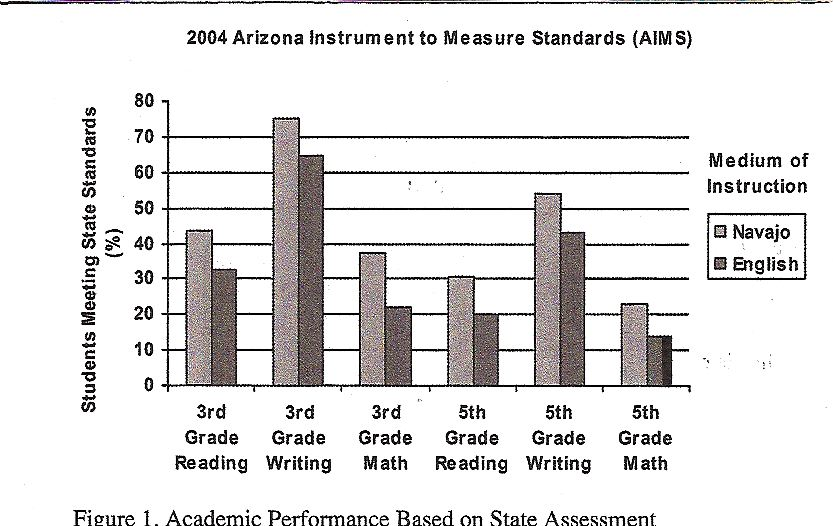 2004 Arizona Instrument to Measure Standards (AIMS)
Students Meeting State Standards
(%)
80
70
60
50
40
30
20
10
0
3rd
Grade
Reading
3rd
Grade
Writing
3rd
Grade
Math
5th
Grade
Reading
5th
Grade
Writing
5th
Grade
Math
Medium of
Instruction
Navajo
English
Figure 1. Academic Performance Based on State Assessment